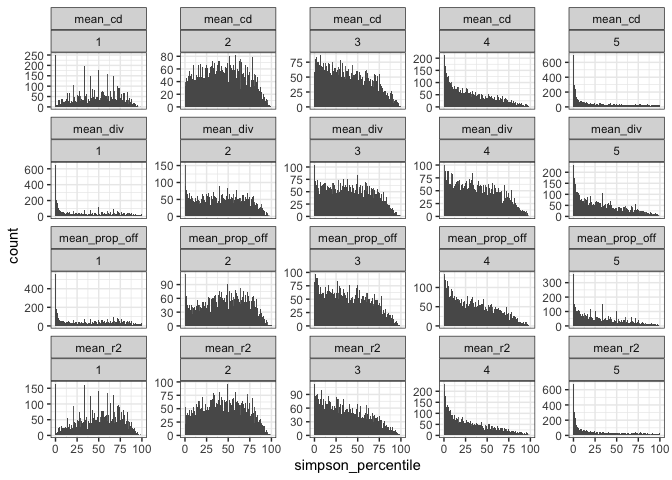 mean_cd mean_cd mean_cd mean_cd mean_cd
1 2 3 4 5
250 200 150 100 50 0
80 60 40 20 0
75 50 25 0
200 150 100 50 0
600 400 200 0
mean_div mean_div mean_div mean_div mean_div
1 2 3 4 5
600 400 200 0
150 100 50 0
100 75 50 25 0
100 75 50 25 0
200 150 100 50 0
mean_prop_off mean_prop_off mean_prop_off mean_prop_off mean_prop_off
1 2 3 4 5
400 200 0
90 60 30 0
100 75 50 25 0
100 50 0
300 200 100 0
mean_r2 mean_r2 mean_r2 mean_r2 mean_r2
1 2 3 4 5
150 100 50 0
100 75 50 25 0
90 60 30 0
200 150 100 50 0
600 400 200 0
0 25 50 75 100 0 25 50 75 100 0 25 50 75 100 0 25 50 75 100 0 25 50 75 100
simpson_percentile
count